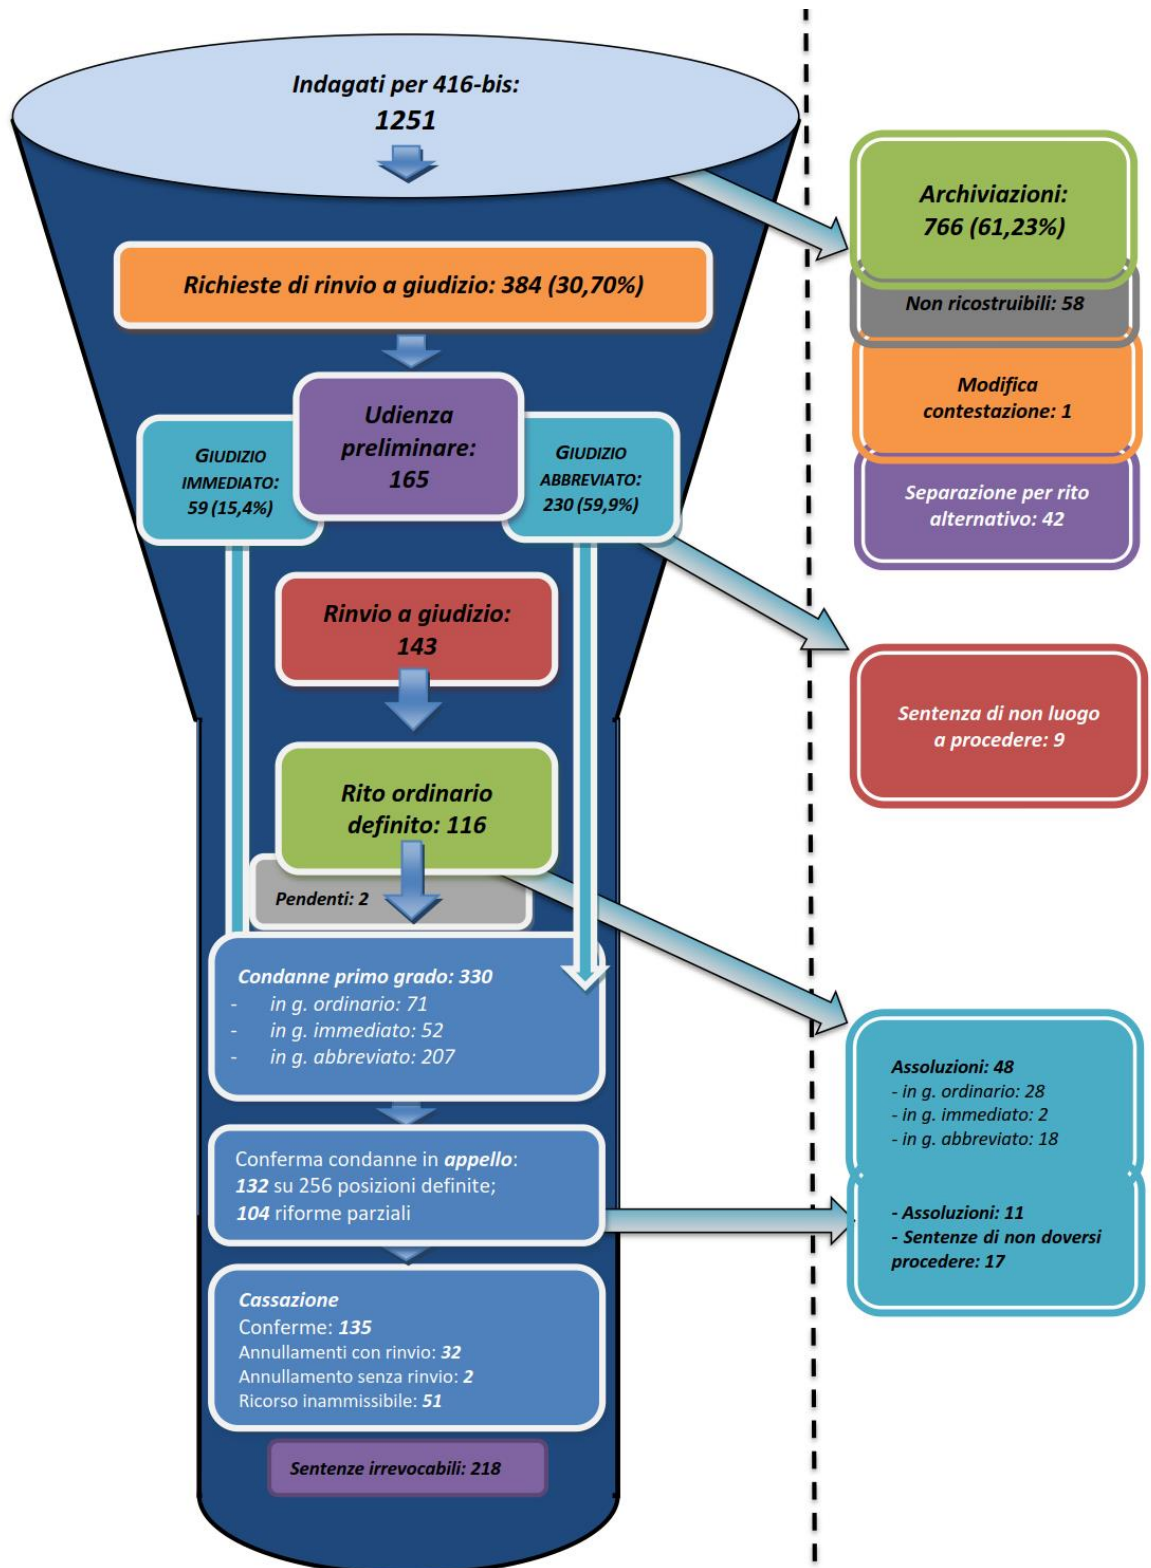 Indagati per 416-bis:
1251
Richieste di rinvio a giudizio: 384 (30,70%)
Udienza
preliminare:
165
GIUDIZIO
IMMEDIATO:
59 (15,4%)
GIUDIZIO
ABBREVIATO:
230 (59,9%)
Rinvio a giudizio:
143
Rito ordinario
definito: 116
Pendenti: 2
Condanne primo grado: 330
- in g. ordinario: 71
- in g. immediato: 52
- in g. abbreviato: 207
Conferma condanne in appello:
132 su 256 posizioni definite;
104 riforme parziali
Cassazione
Conferme: 135
Annullamenti con rinvio: 32
Annullamento senza rinvio: 2
Ricorso inammissibile: 51
Sentenze irrevocabili: 218
Archiviazioni:
766 (61,23%)
Non ricostruibili: 58
Modifica
contestazione: 1
Separazione per rito
alternativo: 42
Sentenza di non luogo
a procedere: 9
Assoluzioni: 48
- in g. ordinario: 28
- in g. immediato: 2
- in g. abbreviato: 18
- Assoluzioni: 11
- Sentenze di non doversi
procedere: 17